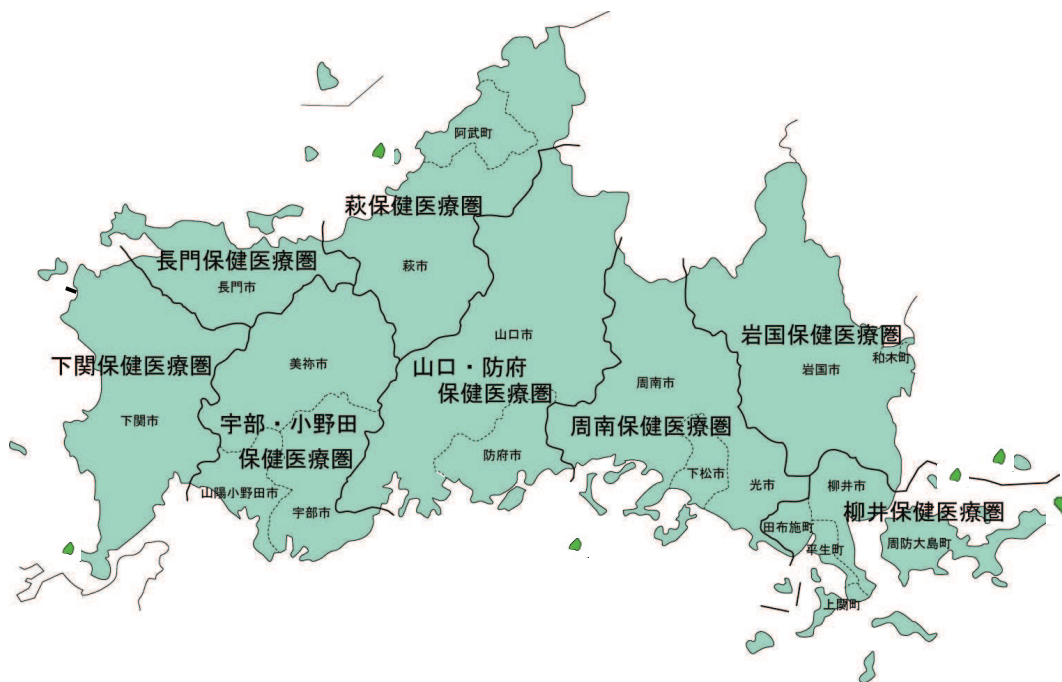 阿武町
萩保健医療圏
萩市
長門保健医療圏
長門市
下関保健医療圏
下関市
美祢市
宇部・小野田
保健医療圏
山陽小野田市
宇部市
山口市
山口・防府
保健医療圏
防府市
周南市
周南保健医療圏
下松市
光市
岩国保健医療圏
和木町
岩国市
柳井市
柳井保健医療圏
田布施町
平生町
周防大島町
上関町